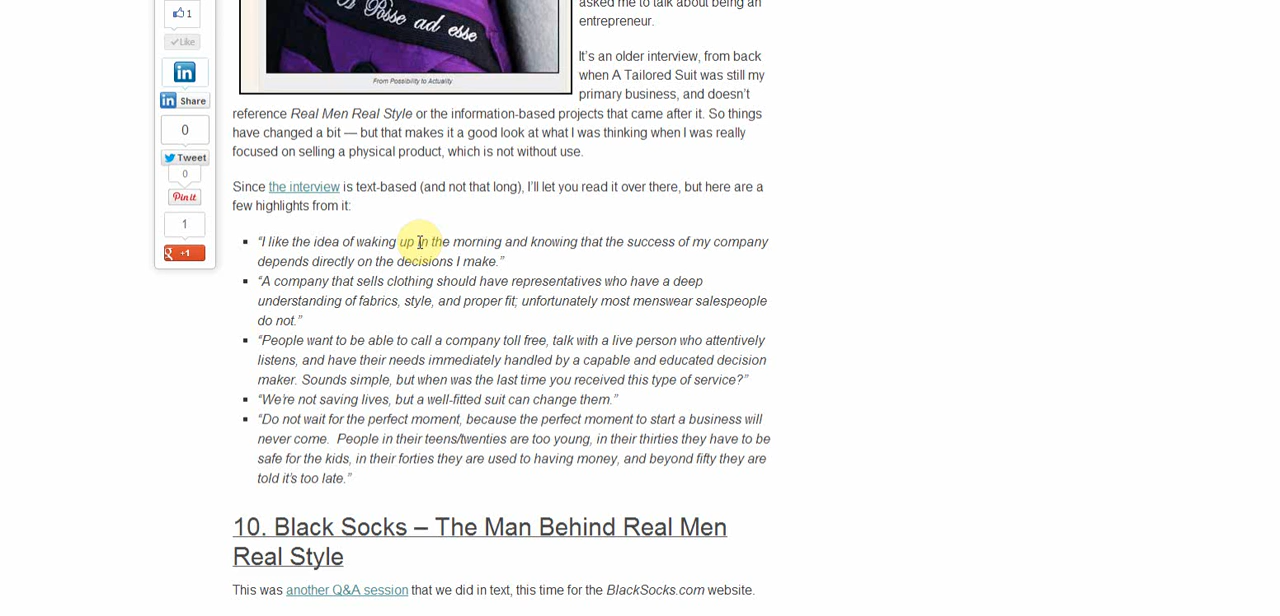 1
Like
in
in Share
0
Tweet
0
Pin it
1
+1
A Posse ad esse
From Possibility to Actuality
asked me to talk about being an
entrepreneur.
It's an older interview, from back
when A Tailored Suit was still my
primary business, and doesn't
reference Real Men Real Style or the information-based projects that came after it. So things
have changed a bit — but that makes it a good look at what I was thinking when I was really
focused on selling a physical product, which is not without use.
Since the interview is text-based (and not that long), I'll let you read it over there, but here are a
few highlights from it:
“I like the idea of waking up in the morning and knowing that the success of my company
depends directly on the decisions I make.”
“A company that sells clothing should have representatives who have a deep
understanding of fabrics, style, and proper fit; unfortunately most menswear salespeople
do not.”
“People want to be able to call a company toll free, talk with a live person who attentively
listens, and have their needs immediately handled by a capable and educated decision
maker. Sounds simple, but when was the last time you received this type of service?”
“We're not saving lives, but a well-fitted suit can change them.”
“Do not wait for the perfect moment, because the perfect moment to start a business will
never come.  People in their teens/twenties are too young, in their thirties they have to be
safe for the kids, in their forties they are used to having money, and beyond fifty they are
told it's too late.”
10. Black Socks – The Man Behind Real Men
Real Style
This was another Q&A session that we did in text, this time for the BlackSocks.com website.